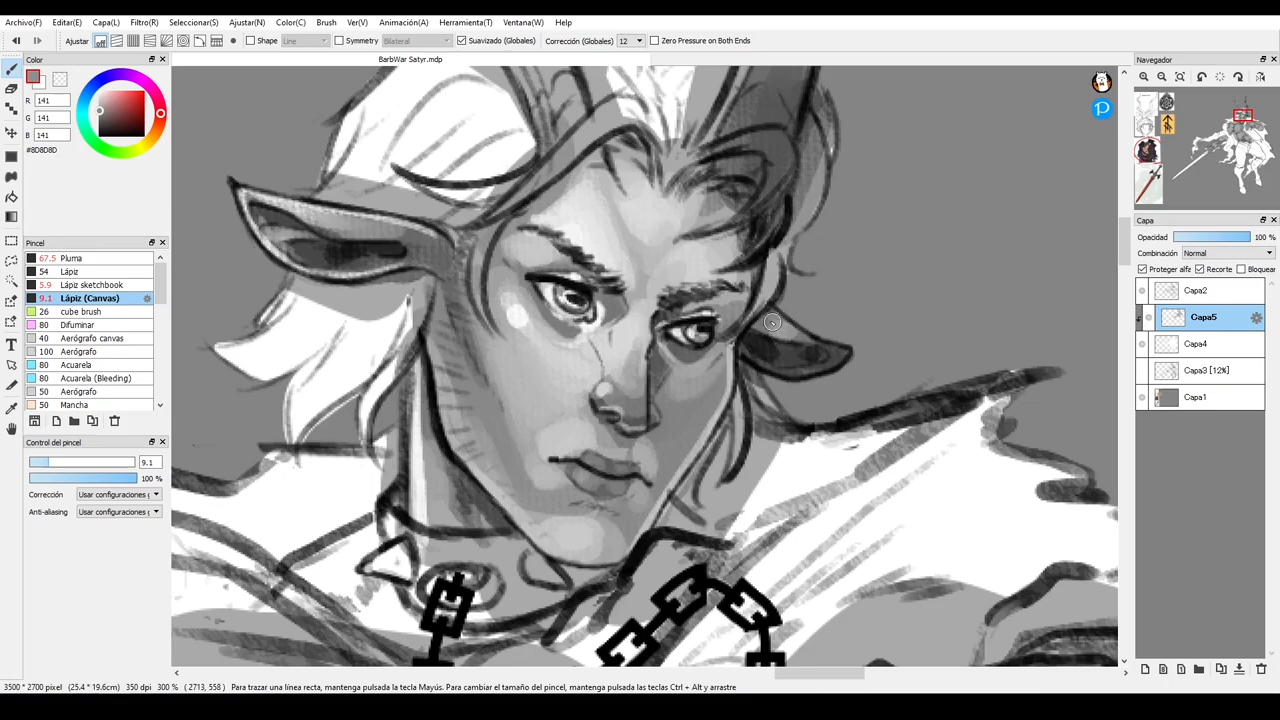 Archivo(F) Editar(E) Capa(L) Filtro(R) Seleccionar(S) Ajustar(N) Color(C) Brush Ver(V) Animación(A) Herramienta(T) Ventana(W) Help
Ajustar off Shape Line Symmetry Bilateral Suavizado (Globales) Corrección (Globales) 12 Zero Pressure on Both Ends
Color
BarbWar Satyr.mdp
Navegador
R 141
G 141
B 141
#8D8D8D
Capa
Opacidad 100 %
Combinación Normal
Proteger alfa Recorte Bloquear
Capa2
Capa5
Capa4
Capa3 [12%]
Capa1
Pincel
67.5 Pluma
54 Lápiz
5.9 Lápiz sketchbook
9.1 Lápiz (Canvas)
26 cube brush
80 Difuminar
40 Aerógrafo canvas
100 Aerógrafo
80 Acuarela
80 Acuarela (Bleeding)
50 Aerógrafo
50 Mancha
Control del pincel
9.1
100 %
Corrección Usar configuraciones g
Anti-aliasing Usar configuraciones g
3500 * 2700 pixel (25.4 * 19.6cm) 350 dpi 300 % ( 2713, 558 ) Para trazar una línea recta, mantenga pulsada la tecla Mayús. Para cambiar el tamaño del pincel, mantenga pulsadas las teclas Ctrl + Alt y arrastre